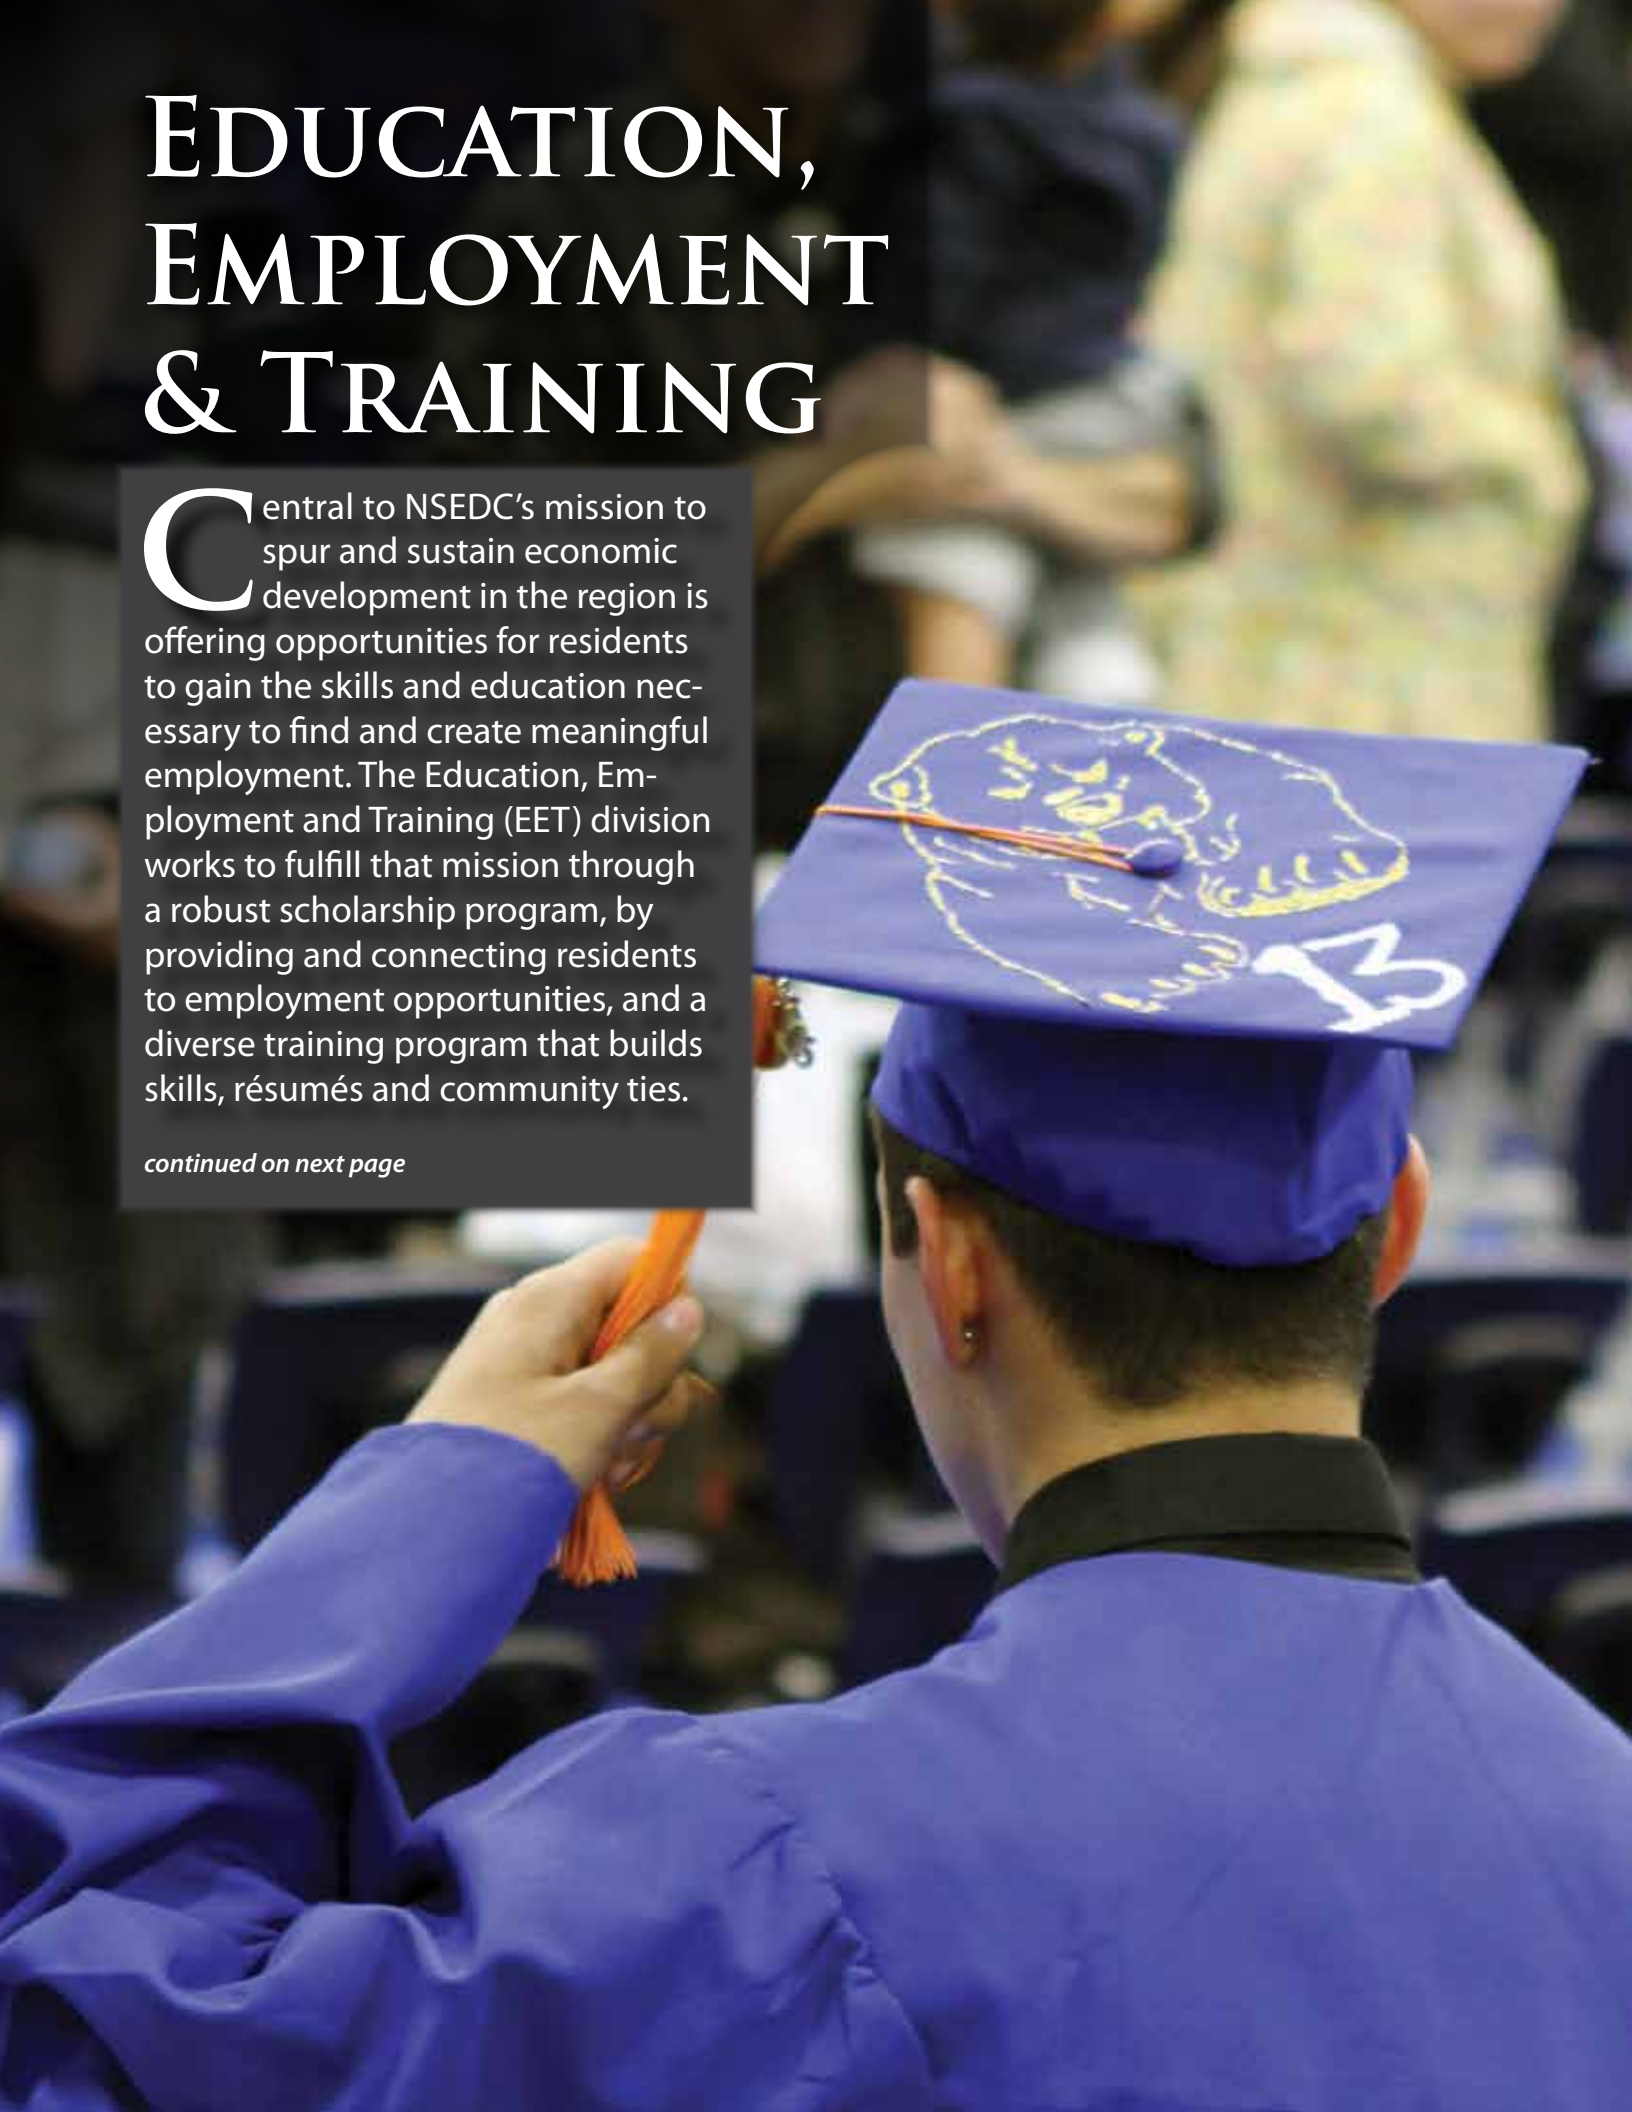 EDUCATION,
EMPLOYMENT
& TRAINING
Central to NSEDC’s mission to
spur and sustain economic
development in the region is
offering opportunities for residents
to gain the skills and education nec-
essary to find and create meaningful
employment. The Education, Em-
ployment and Training (EET) division
works to fulfill that mission through
a robust scholarship program, by
providing and connecting residents
to employment opportunities, and a
diverse training program that builds
skills, résumés and community ties.
continued on next page
13